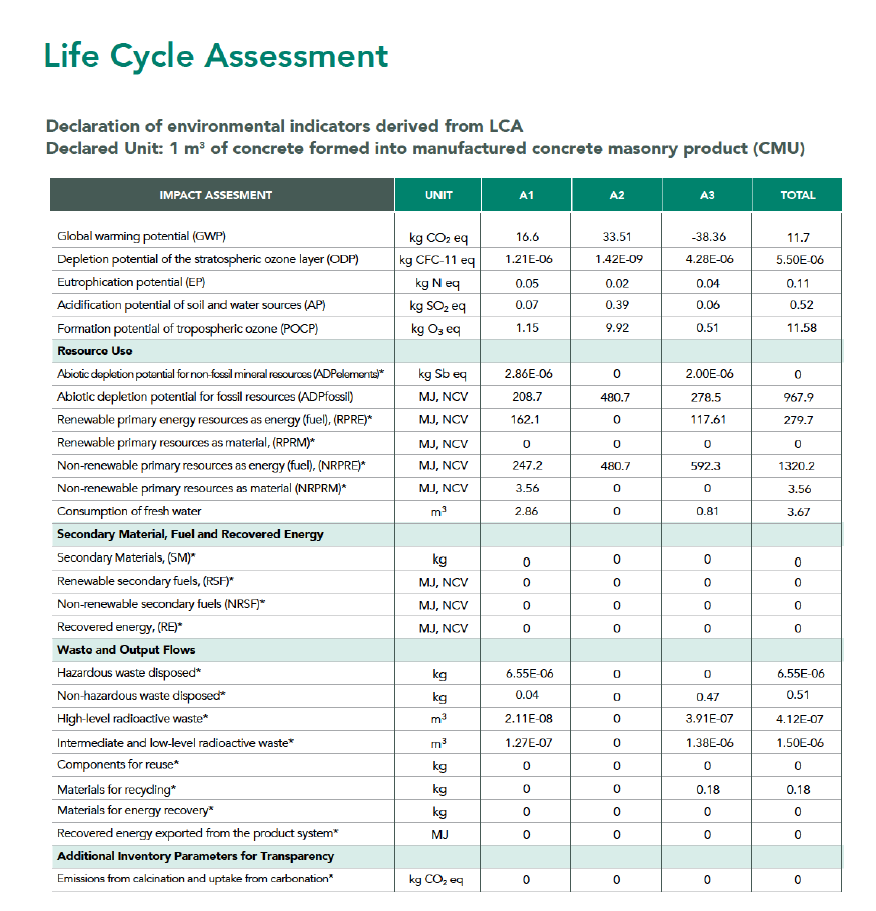 Life Cycle Assessment
Declaration of environmental indicators derived from LCA
Declared Unit: 1 m³ of concrete formed into manufactured concrete masonry product (CMU)
IMPACT ASSESMENT UNIIT A1 A2 A3 TOTAL
Global warming potential (GWP) kg CO₂ eq 16.6 33.51 -38.36 11.7
Depletion potential of the stratospheric ozone layer (ODP) kg CFC-11 eq 1.21E-06 1.42E-09 4.28E-06 5.50E-06
Eutrophication potential (EP) kg N eq 0.05 0.02 0.04 0.11
Acidification potential of soil and water sources (AP) kg SO₂ eq 0.07 0.39 0.06 0.52
Formation potential of tropospheric ozone (POCP) kg O₃ eq 1.15 9.92 0.51 11.58
Resource Use
Abiotic depletion potential for non-fossil mineral resources (ADPelements)* kg Sb eq 2.86E-06 0 2.00E-06 0
Abiotic depletion potential for fossil resources (ADPfossil) MJ, NCV 208.7 480.7 278.5 967.9
Renewable primary energy resources as energy (fuel), (RPRE)* MJ, NCV 162.1 0 117.61 279.7
Renewable primary resources as material, (RPRM)* MJ, NCV 0 0 0 0
Non-renewable primary resources as energy (fuel), (NRPRE)* MJ, NCV 247.2 480.7 592.3 1320.2
Non-renewable primary resources as material (NRPRM)* MJ, NCV 3.56 0 0 3.56
Consumption of fresh water m³ 2.86 0 0.81 3.67
Secondary Material, Fuel and Recovered Energy
Secondary Materials, (SM)* kg 0 0 0 0
Renewable secondary fuels, (RSF)* MJ, NCV 0 0 0 0
Non-renewable secondary fuels (NRSF)* MJ, NCV 0 0 0 0
Recovered energy, (RE)* MJ, NCV 0 0 0 0
Waste and Output Flows
Hazardous waste disposed* kg 6.55E-06 0 0 6.55E-06
Non-hazardous waste disposed* kg 0.04 0 0.47 0.51
High-level radioactive waste* m³ 2.11E-08 0 3.91E-07 4.12E-07
Intermediate and low-level radioactive waste* m³ 1.27E-07 0 1.38E-06 1.50E-06
Components for reuse* kg 0 0 0 0
Materials for recycling* kg 0 0 0.18 0.18
Materials for energy recovery* kg 0 0 0 0
Recovered energy exported from the product system* MJ 0 0 0 0
Additional Inventory Parameters for Transparency
Emissions from calcination and uptake from carbonation* kg CO₂ eq 0 0 0 0